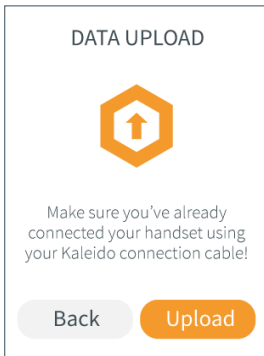 DATA UPLOAD
Make sure you've already
connected your handset using
your Kaleido connection cable!
Back
Upload